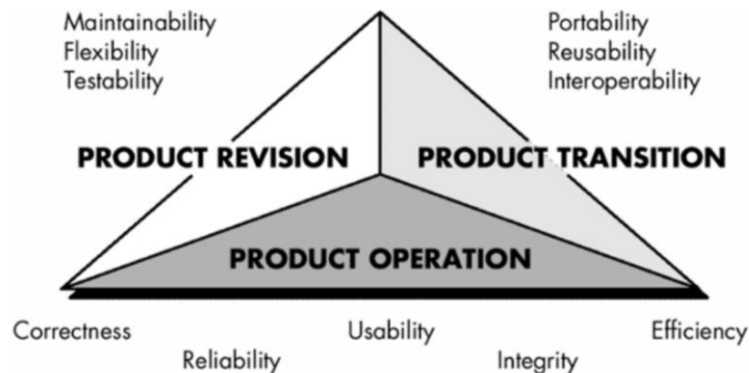 Maintainability
Flexibility
Testability
Portability
Reusability
Interoperability
PRODUCT REVISION
PRODUCT TRANSITION
PRODUCT OPERATION
Correctness
Usability
Efficiency
Reliability
Integrity